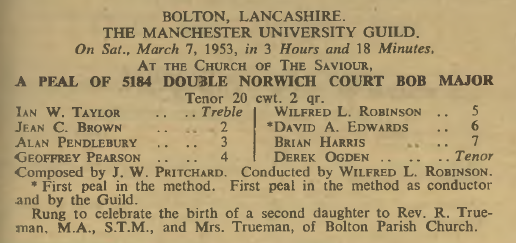 BOLTON, LANCASHIRE.
THE MANCHESTER UNIVERSITY GUILD.
On Sat., March 7, 1953, in 3 Hours and 18 Minutes,
AT THE CHURCH OF THE SAVIOUR,
A PEAL OF 5184 DOUBLE NORWICH COURT BOB MAJOR
Tenor 20 cwt. 2 qr.
IAN W. TAYLOR .. .. Treble
JEAN C. BROWN .. .. 2
ALAN PENDLEBURY .. .. 3
GEOFFREY PEARSON .. .. 4
WILFRED L. ROBINSON .. 5
*DAVID A. EDWARDS .. .. 6
BRIAN HARRIS .. .. 7
DEREK OGDEN .. .. Tenor
Composed by J. W. PRITCHARD. Conducted by WILFRED L. ROBINSON.
* First peal in the method. First peal in the method as conductor
and by the Guild.
Rung to celebrate the birth of a second daughter to Rev. R. True-
man, M.A., S.T.M., and Mrs. Trueman, of Bolton Parish Church.